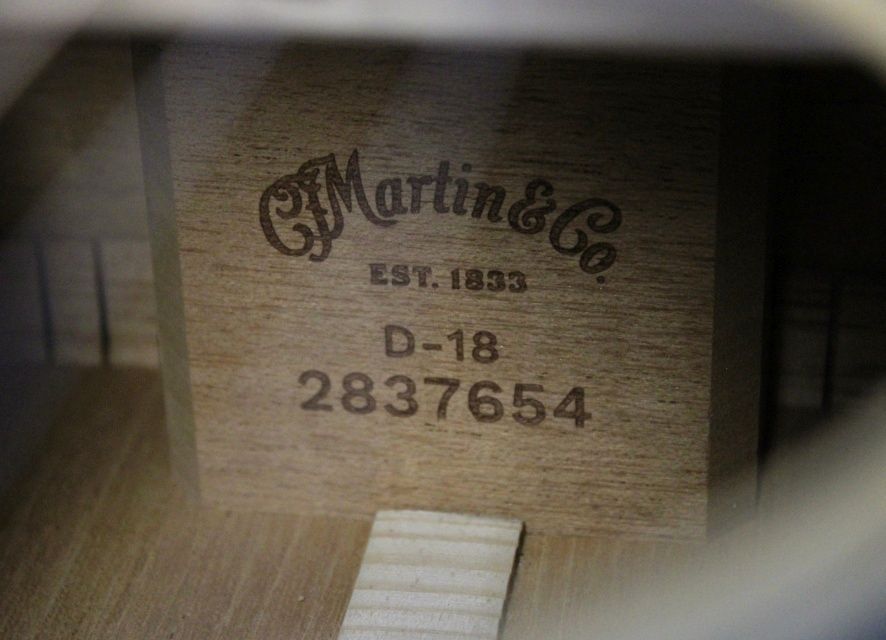 CFMartin & Co.
EST. 1833
D-18
2837654